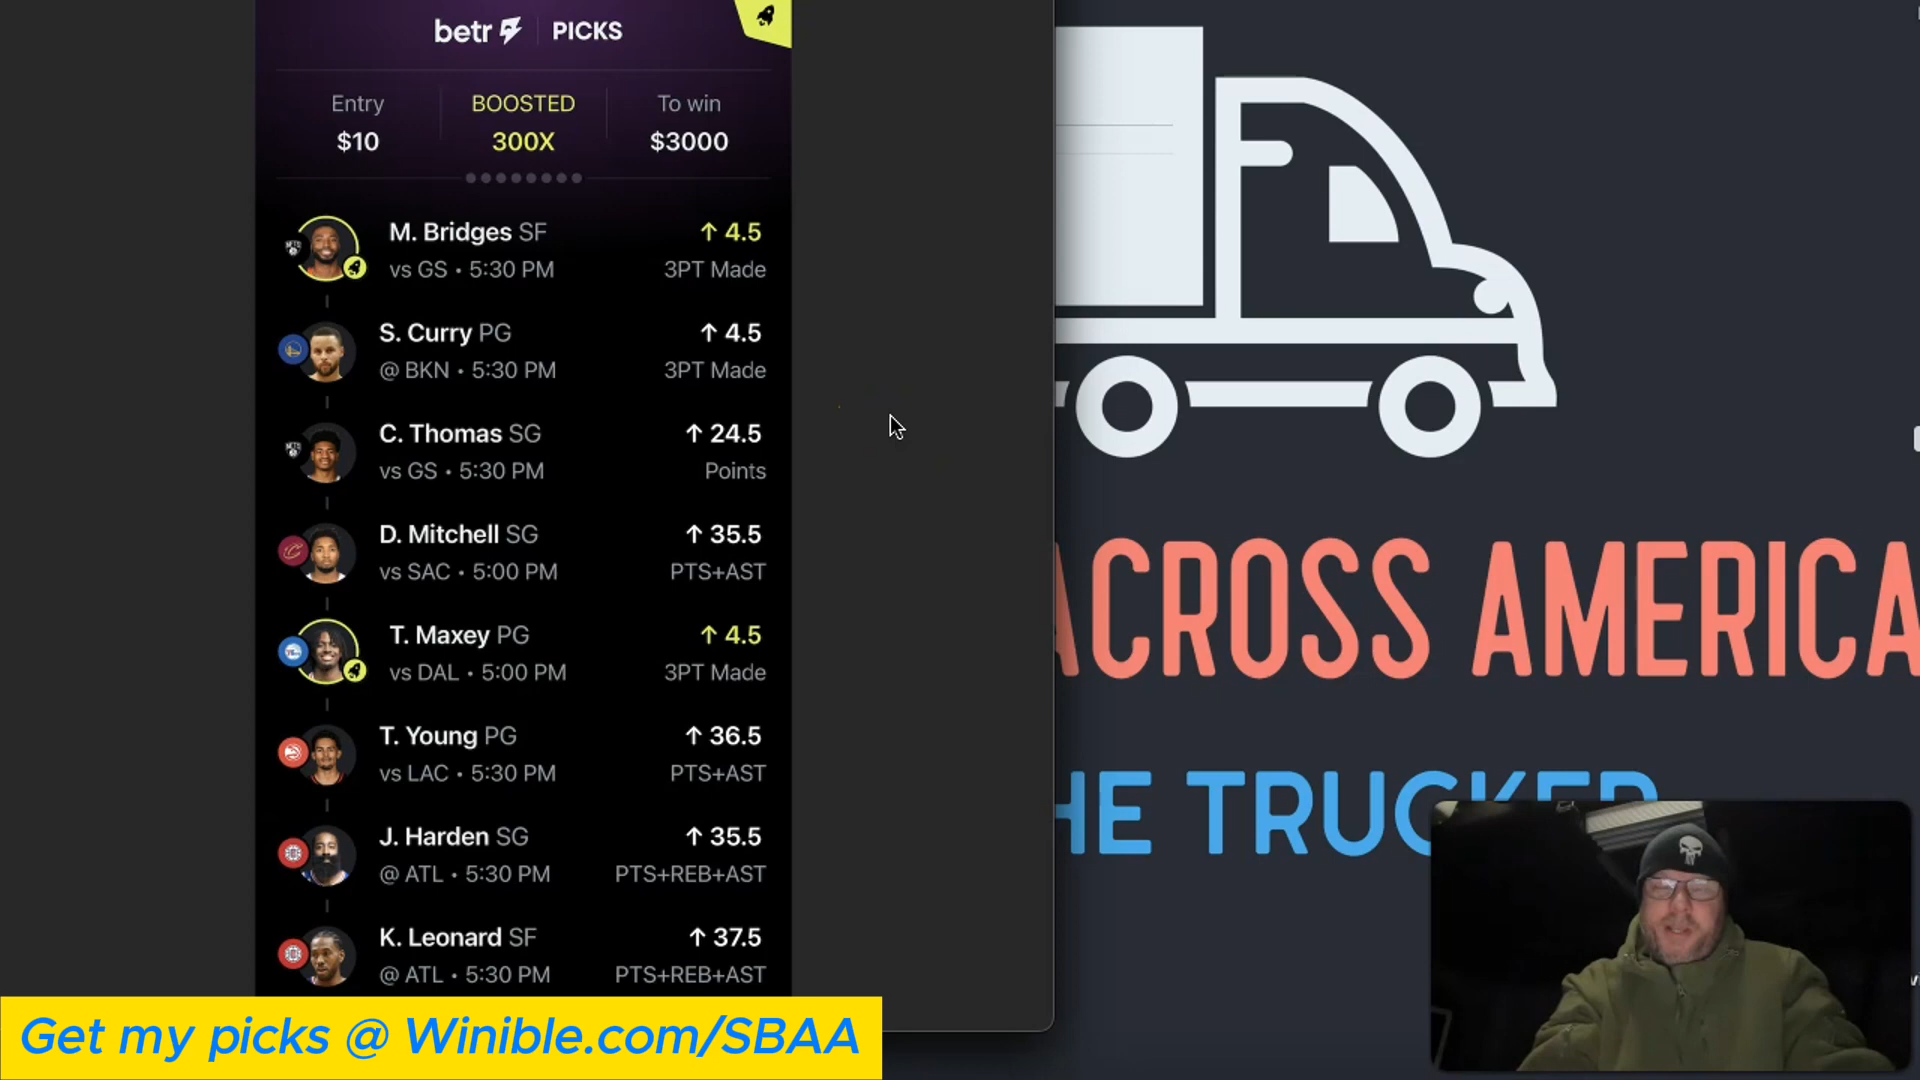 betr PICKS
Entry BOOSTED To win
$10 300X $3000
M. Bridges SF ↑ 4.5
vs GS • 5:30 PM 3PT Made
S. Curry PG ↑ 4.5
@ BKN • 5:30 PM 3PT Made
C. Thomas SG ↑ 24.5
vs GS • 5:30 PM Points
D. Mitchell SG ↑ 35.5
vs SAC • 5:00 PM PTS+AST
T. Maxey PG ↑ 4.5
vs DAL • 5:00 PM 3PT Made
T. Young PG ↑ 36.5
vs LAC • 5:30 PM PTS+AST
J. Harden SG ↑ 35.5
@ ATL • 5:30 PM PTS+REB+AST
K. Leonard SF ↑ 37.5
@ ATL • 5:30 PM PTS+REB+AST
ACROSS AMERICA
HE TRUCKER
Get my picks @ Winible.com/SBAA